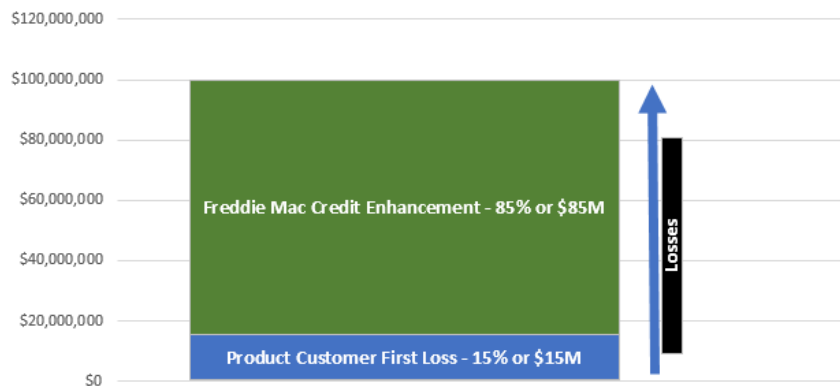 $120,000,000
$100,000,000
$80,000,000
$60,000,000
$40,000,000
$20,000,000
$0
Freddie Mac Credit Enhancement - 85% or $85M
Product Customer First Loss - 15% or $15M
Losses